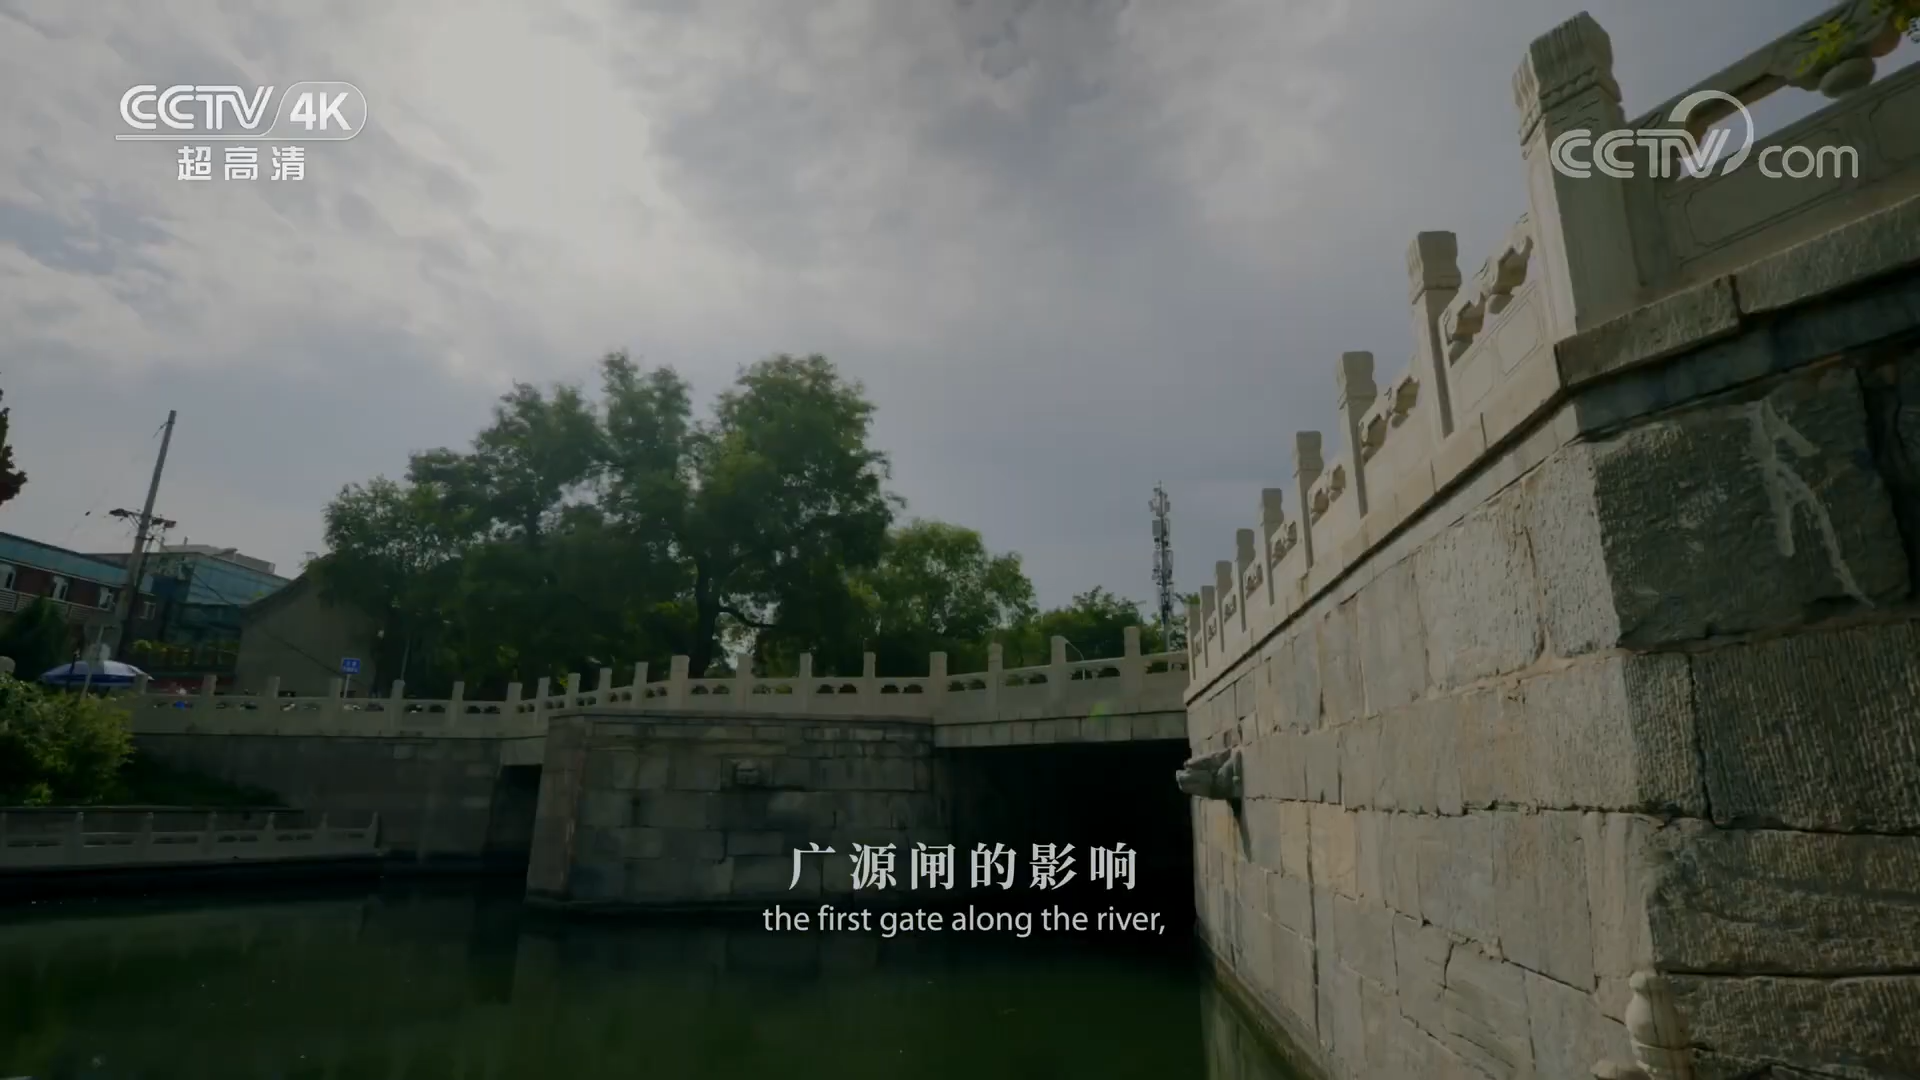 CCTV 4K
超高清
CCTV com
广源闸的影响
the first gate along the river,